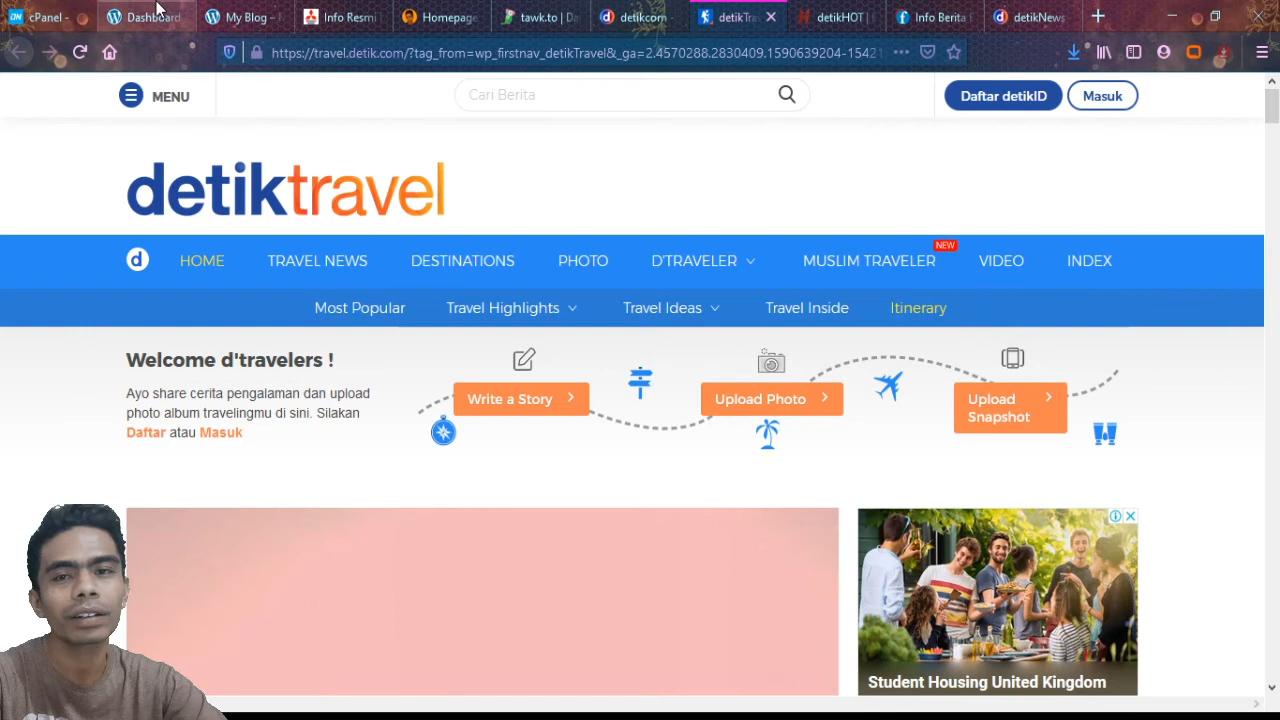 cPanel -
Dashboard
My Blog –
Info Resmi
Homepage
tawk.to | Da
detikcom
detikTra
detikHOT |
Info Berita
detikNews
https://travel.detik.com/?tag_from=wp_firstnav_detikTravel&_ga=2.4570288.2830409.1590639204-15421
MENU
Cari Berita
Daftar detikID
Masuk
detiktravel
NEW
d HOME TRAVEL NEWS DESTINATIONS PHOTO D'TRAVELER MUSLIM TRAVELER VIDEO INDEX
Most Popular Travel Highlights Travel Ideas Travel Inside Itinerary
Welcome d'travelers !
Ayo share cerita pengalaman dan upload
photo album travelingmu di sini. Silakan
Daftar atau Masuk
Write a Story
Upload Photo
Upload
Snapshot
Student Housing United Kingdom